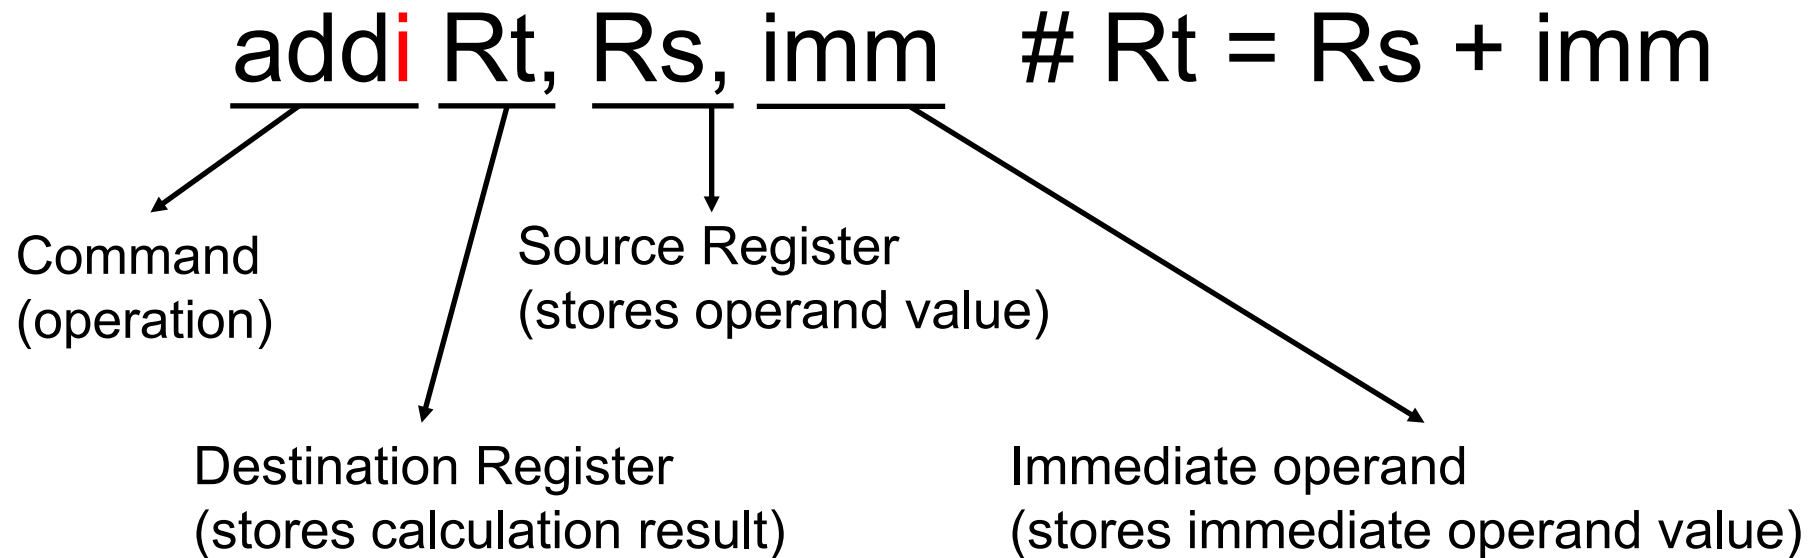 addi Rt, Rs, imm # Rt = Rs + imm
Command
(operation)
Source Register
(stores operand value)
Destination Register
(stores calculation result)
Immediate operand
(stores immediate operand value)